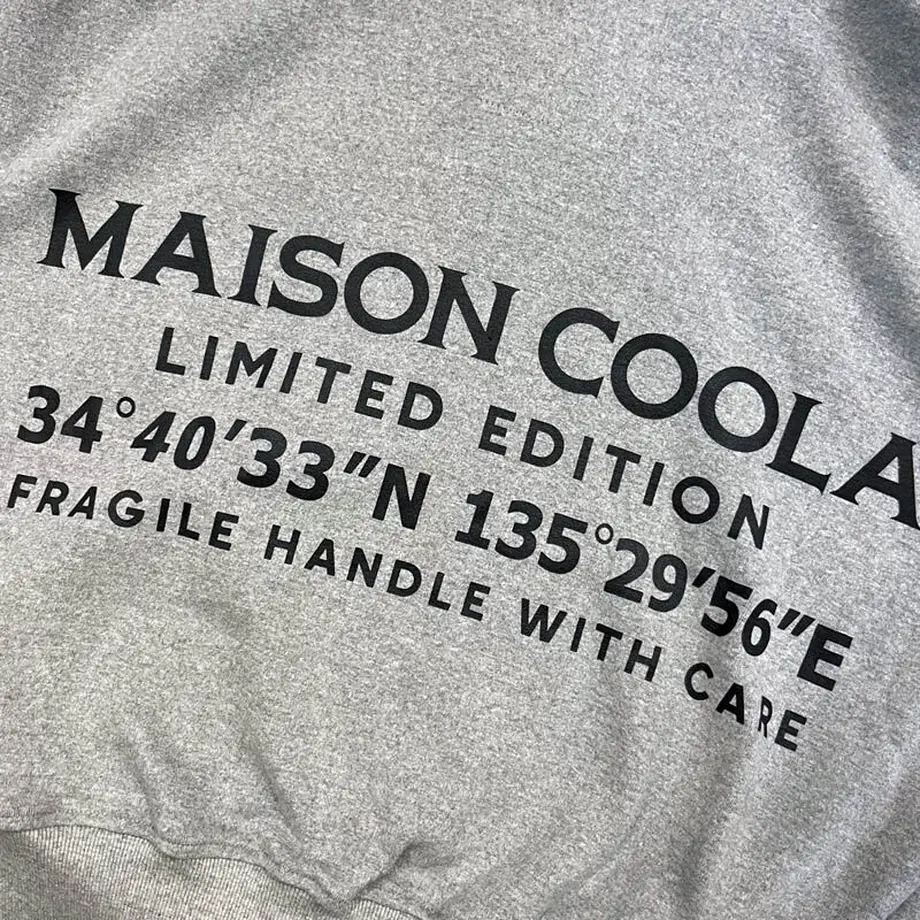 MAISON COOLA
LIMITED EDITION
34°40′33″N 135°29′56″E
FRAGILE HANDLE WITH CARE